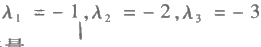 λ₁ = − 1 , λ₂ = − 2 , λ₃ = − 3